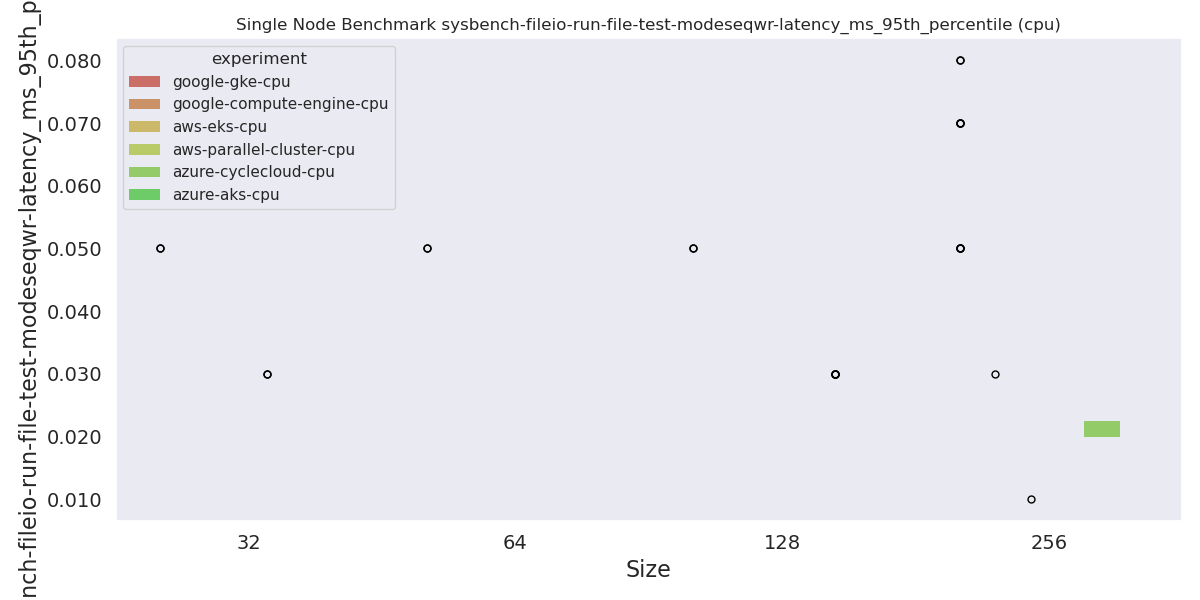 Single Node Benchmark sysbench-fileio-run-file-test-modeseqwr-latency_ms_95th_percentile (cpu)
nch-fileio-run-file-test-modeseqwr-latency_ms_95th_p
0.080
0.070
0.060
0.050
0.040
0.030
0.020
0.010
experiment
google-gke-cpu
google-compute-engine-cpu
aws-eks-cpu
aws-parallel-cluster-cpu
azure-cyclecloud-cpu
azure-aks-cpu
32 64 128 256
Size